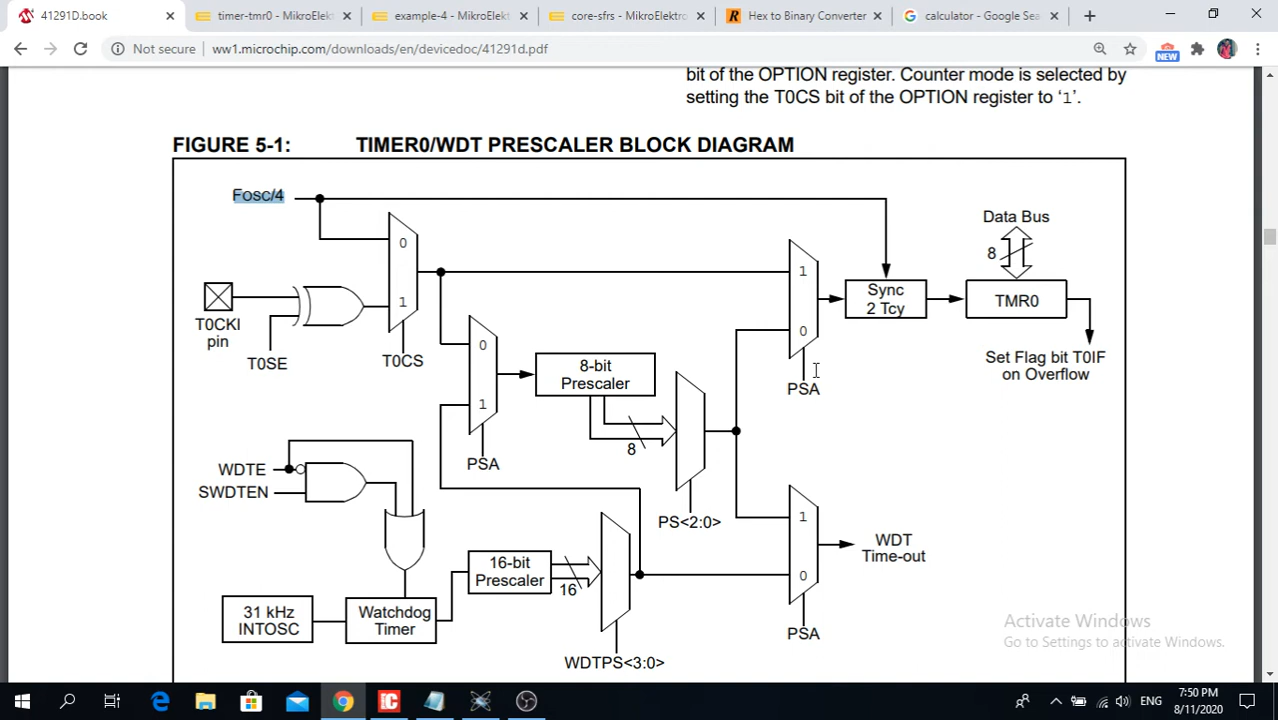 41291D.book
timer-tmr0 - MikroElekt
example-4 - MikroElekt
core-sfrs - MikroElektro
Hex to Binary Converter
calculator - Google Sea
Not secure
ww1.microchip.com/downloads/en/devicedoc/41291d.pdf
NEW
bit of the OPTION register. Counter mode is selected by
setting the T0CS bit of the OPTION register to ‘1’.
FIGURE 5-1: TIMER0/WDT PRESCALER BLOCK DIAGRAM
Fosc/4
Data Bus
0
8
1
1
Sync
2 Tcy
TMR0
T0CKI
pin
0
0
T0SE
T0CS
8-bit
Prescaler
Set Flag bit T0IF
on Overflow
PSA
1
8
WDTE
PSA
SWDTEN
PS<2:0>
1
WDT
Time-out
16-bit
Prescaler
0
16
31 kHz
INTOSC
Watchdog
Timer
PSA
WDTPS<3:0>
Activate Windows
Go to Settings to activate Windows.
ENG
7:50 PM
8/11/2020